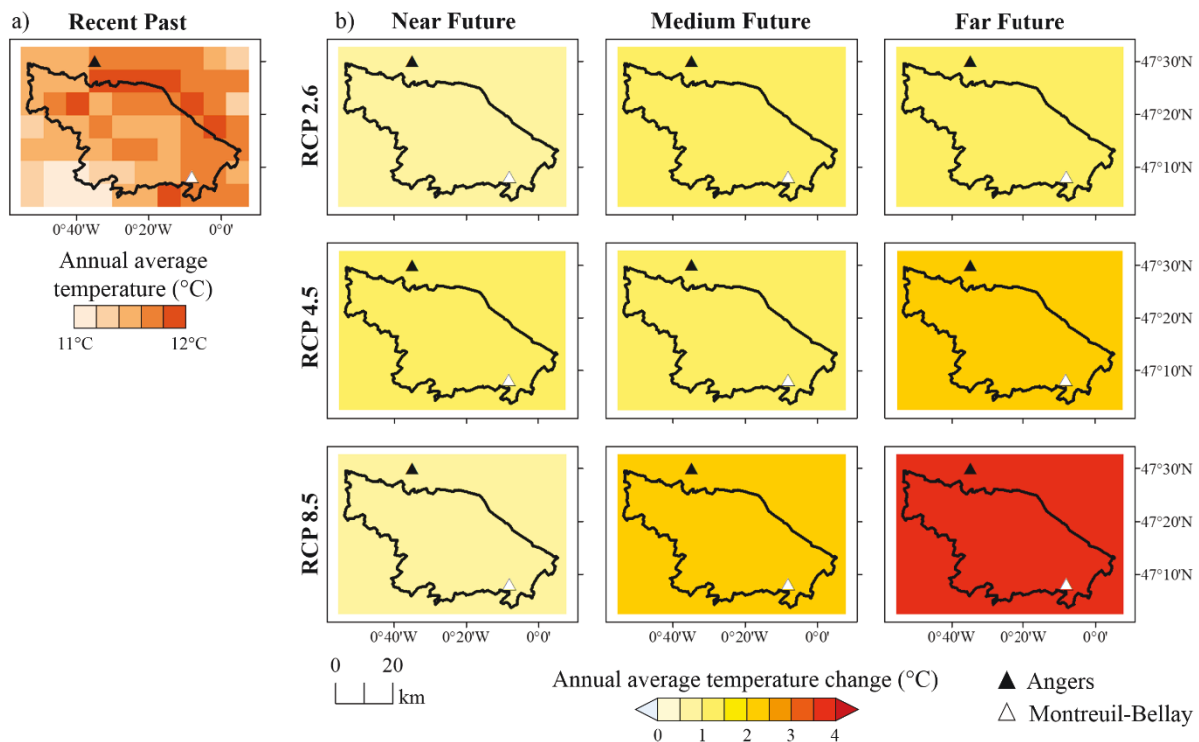 a)
Recent Past
b)
Near Future
Medium Future
Far Future
RCP 2.6
47°30'N
47°20'N
47°10'N
0°40'W 0°20'W 0°0'
Annual average
temperature (°C)
11°C 12°C
RCP 4.5
47°30'N
47°20'N
47°10'N
RCP 8.5
47°30'N
47°20'N
47°10'N
0°40'W 0°20'W 0°0'
0°40'W 0°20'W 0°0'
0°40'W 0°20'W 0°0'
0 20
km
Annual average temperature change (°C)
0 1 2 3 4
Angers
Montreuil-Bellay